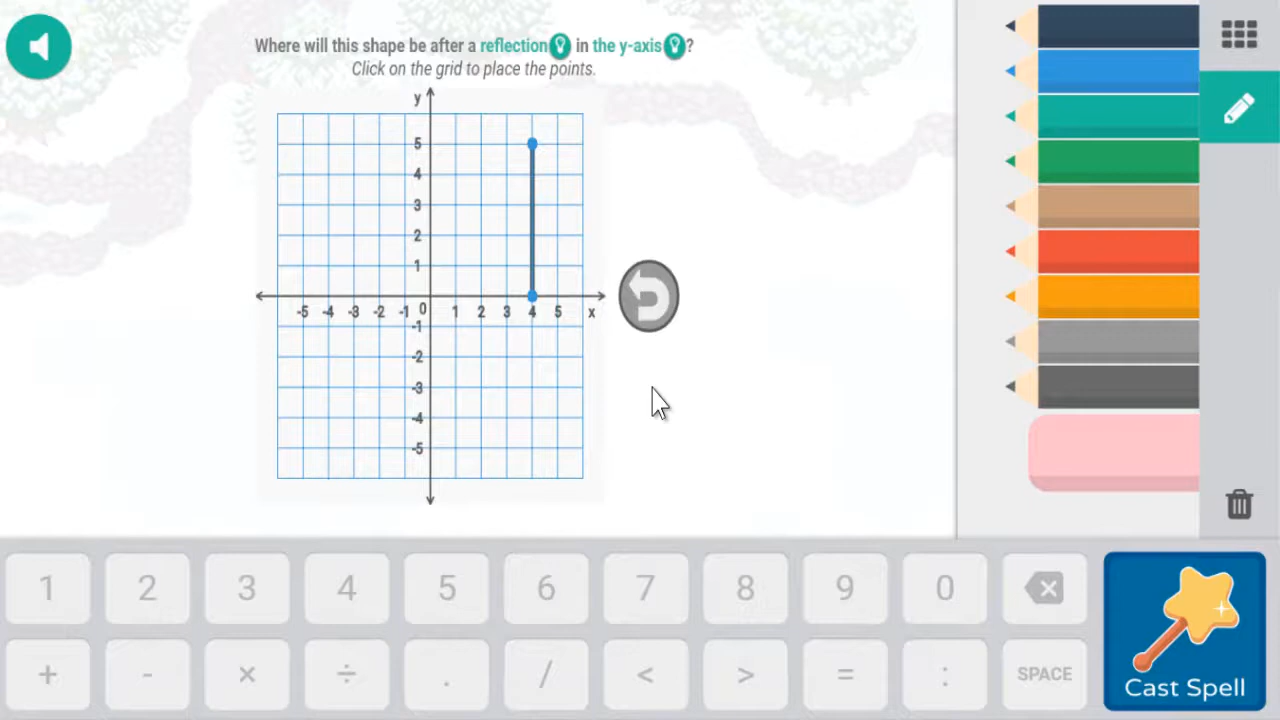 Where will this shape be after a reflection in the y-axis ?
Click on the grid to place the points.
y
5
4
3
2
1
-5 -4 -3 -2 -1 0 1 2 3 4 5 x
-1
-2
-3
-4
-5
1 2 3 4 5 6 7 8 9 0
+ - × ÷ . / < > = : SPACE
Cast Spell